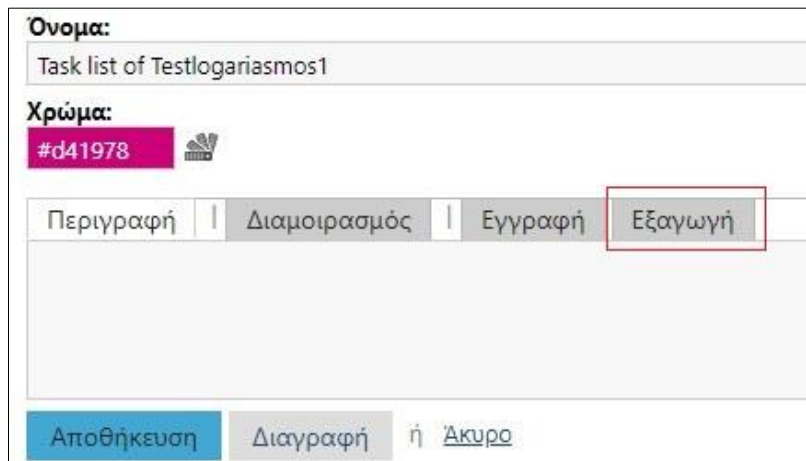 Όνομα:
Task list of Testlogariasmos1
Χρώμα:
#d41978
Περιγραφή | Διαμοιρασμός | Εγγραφή Εξαγωγή
Αποθήκευση Διαγραφή ή Άκυρο